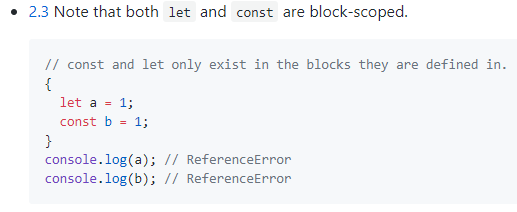 2.3 Note that both let and const are block-scoped.
// const and let only exist in the blocks they are defined in.
{
  let a = 1;
  const b = 1;
}
console.log(a); // ReferenceError
console.log(b); // ReferenceError